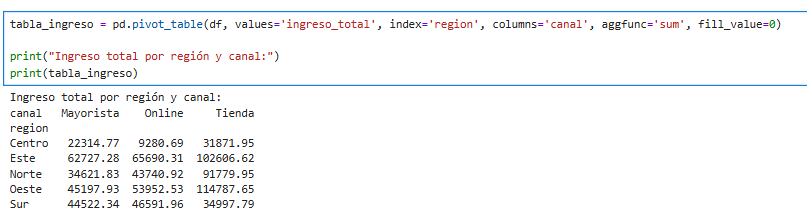 tabla_ingreso = pd.pivot_table(df, values='ingreso_total', index='region', columns='canal', aggfunc='sum', fill_value=0)
print("Ingreso total por región y canal:")
print(tabla_ingreso)
Ingreso total por región y canal:
canal   Mayorista    Online     Tienda
region
Centro   22314.77   9280.69   31871.95
Este     62727.28  65690.31  102606.62
Norte    34621.83  43740.92   91779.95
Oeste    45197.93  53952.53  114787.65
Sur      44522.34  46591.96   34997.79